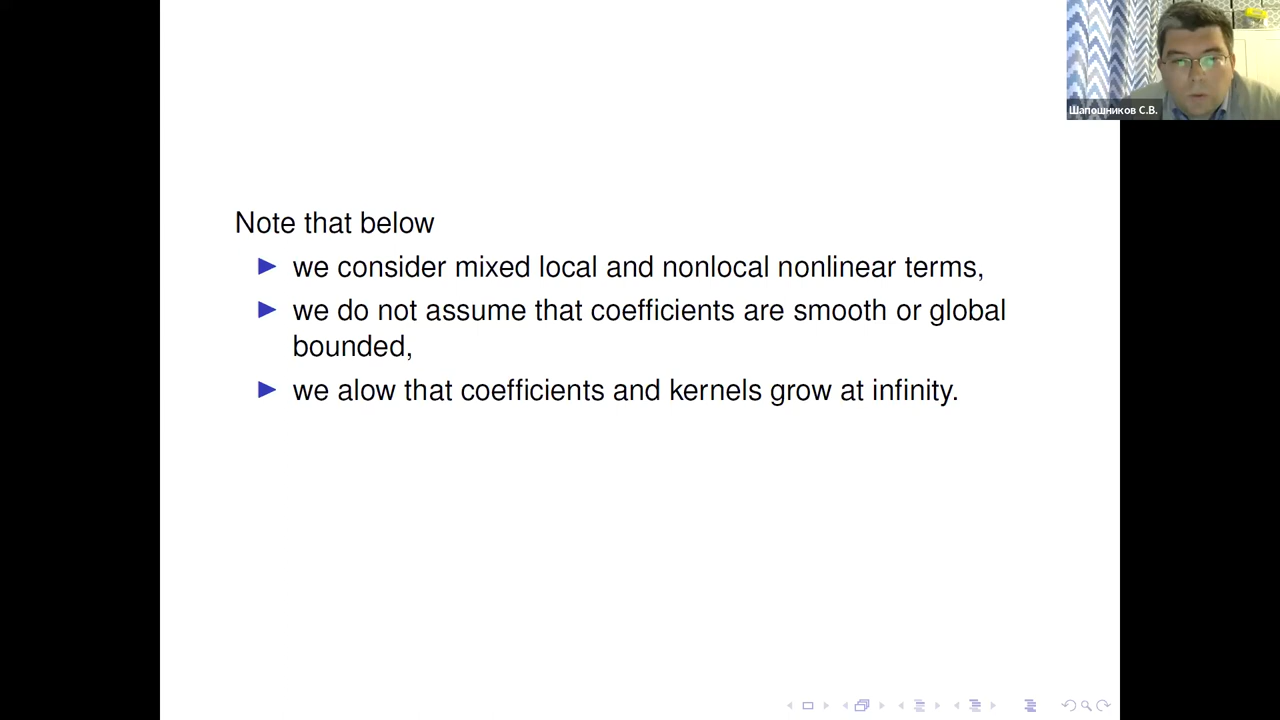 Шапошников С.В.
Note that below
we consider mixed local and nonlocal nonlinear terms,
we do not assume that coefficients are smooth or global
bounded,
we alow that coefficients and kernels grow at infinity.